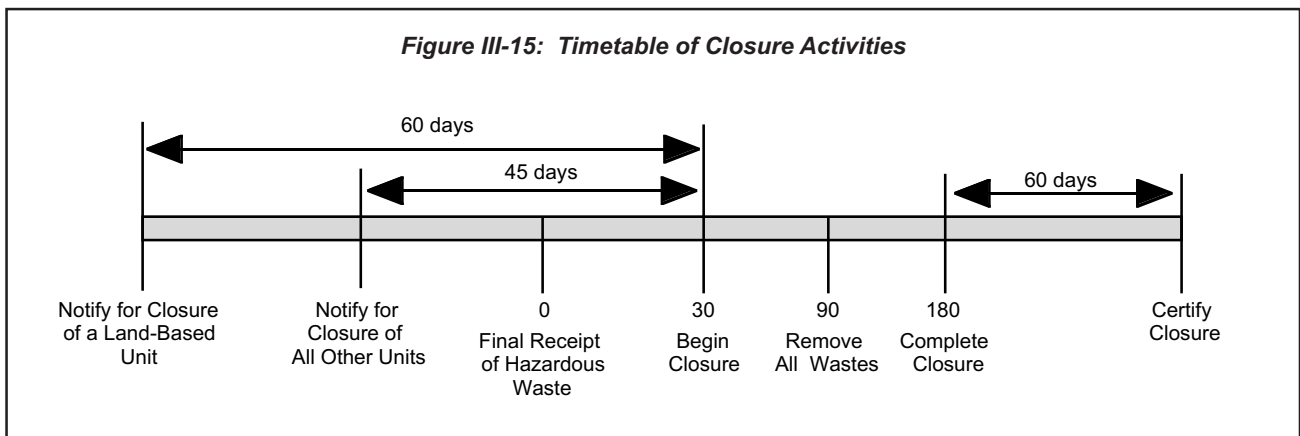 Figure III-15: Timetable of Closure Activities
60 days
45 days
60 days
Notify for Closure
of a Land-Based
Unit
Notify for
Closure of
All Other Units
0
Final Receipt
of Hazardous
Waste
30
Begin
Closure
90
Remove
All Wastes
180
Complete
Closure
Certify
Closure